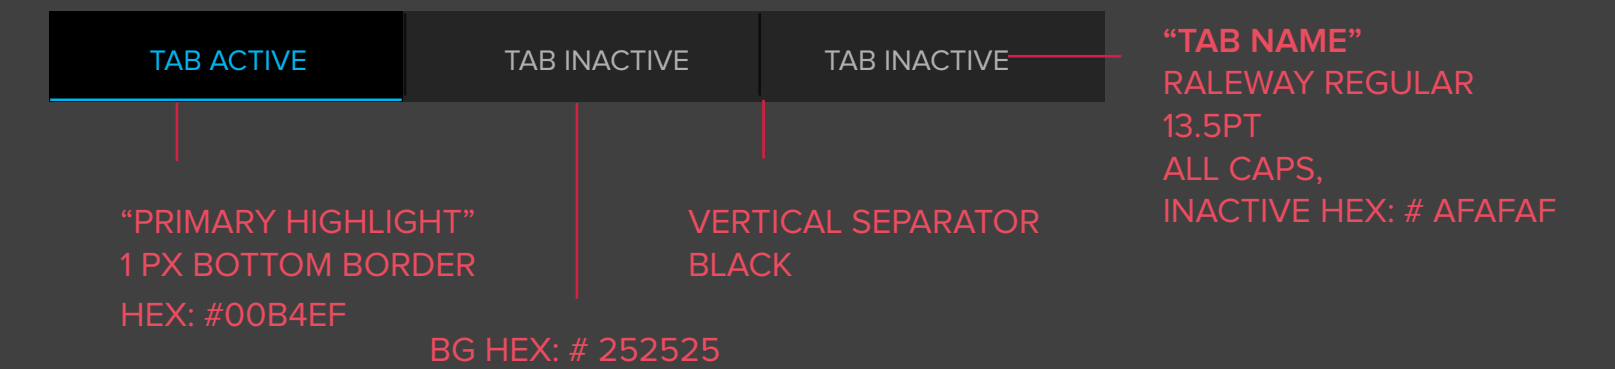 TAB ACTIVE
TAB INACTIVE
TAB INACTIVE
“TAB NAME”
RALEWAY REGULAR
13.5PT
ALL CAPS,
INACTIVE HEX: # AFAFAF
“PRIMARY HIGHLIGHT”
1 PX BOTTOM BORDER
HEX: #00B4EF
VERTICAL SEPARATOR
BLACK
BG HEX: # 252525